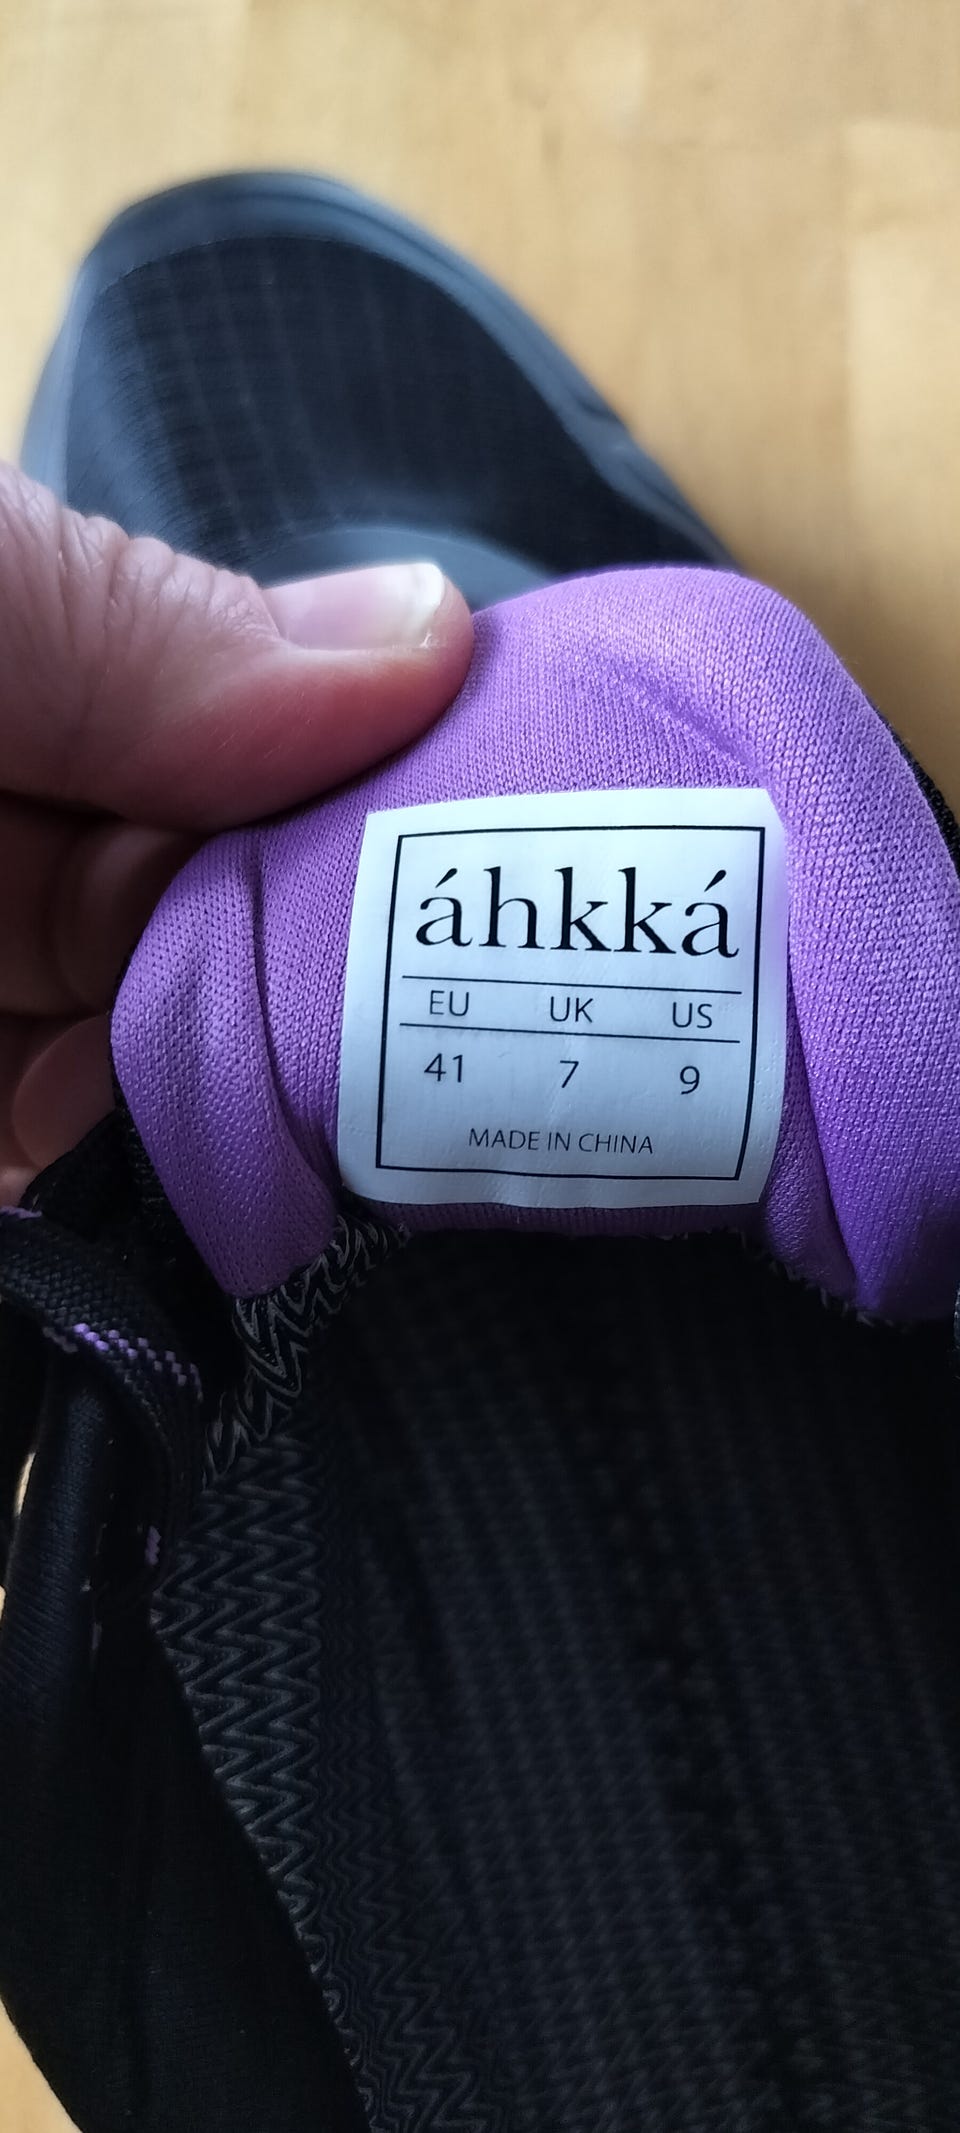 áhkká
EU UK US
41 7 9
MADE IN CHINA